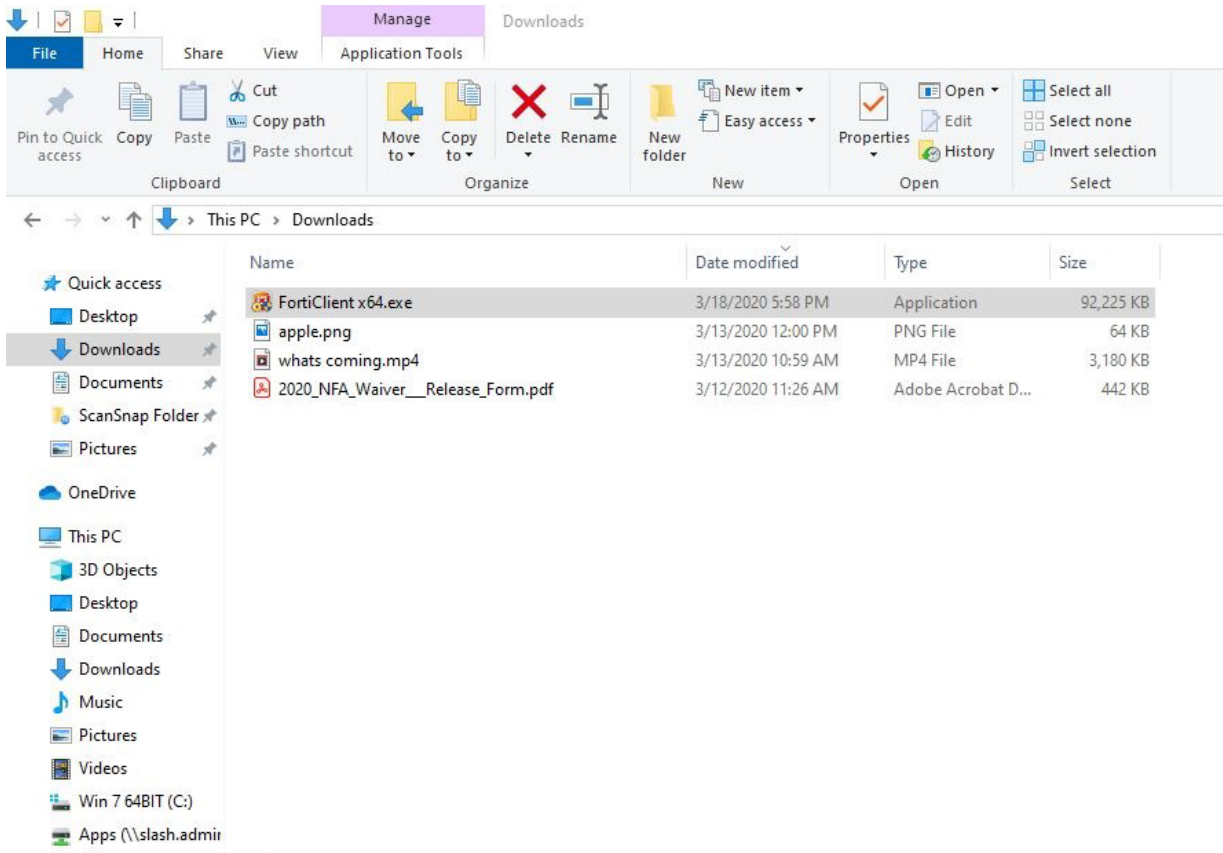 Manage Downloads
File Home Share View Application Tools
Pin to Quick access Copy Paste
Cut
Copy path
Paste shortcut
Clipboard
Move to Copy to Delete Rename
Organize
New folder
New item
Easy access
New
Properties
Open
Edit
History
Open
Select all
Select none
Invert selection
Select
This PC > Downloads
Name Date modified Type Size
FortiClient x64.exe 3/18/2020 5:58 PM Application 92,225 KB
apple.png 3/13/2020 12:00 PM PNG File 64 KB
whats coming.mp4 3/13/2020 10:59 AM MP4 File 3,180 KB
2020_NFA_Waiver__Release_Form.pdf 3/12/2020 11:26 AM Adobe Acrobat D... 442 KB
Quick access
Desktop
Downloads
Documents
ScanSnap Folder
Pictures
OneDrive
This PC
3D Objects
Desktop
Documents
Downloads
Music
Pictures
Videos
Win 7 64BIT (C:)
Apps (\\slash.admin